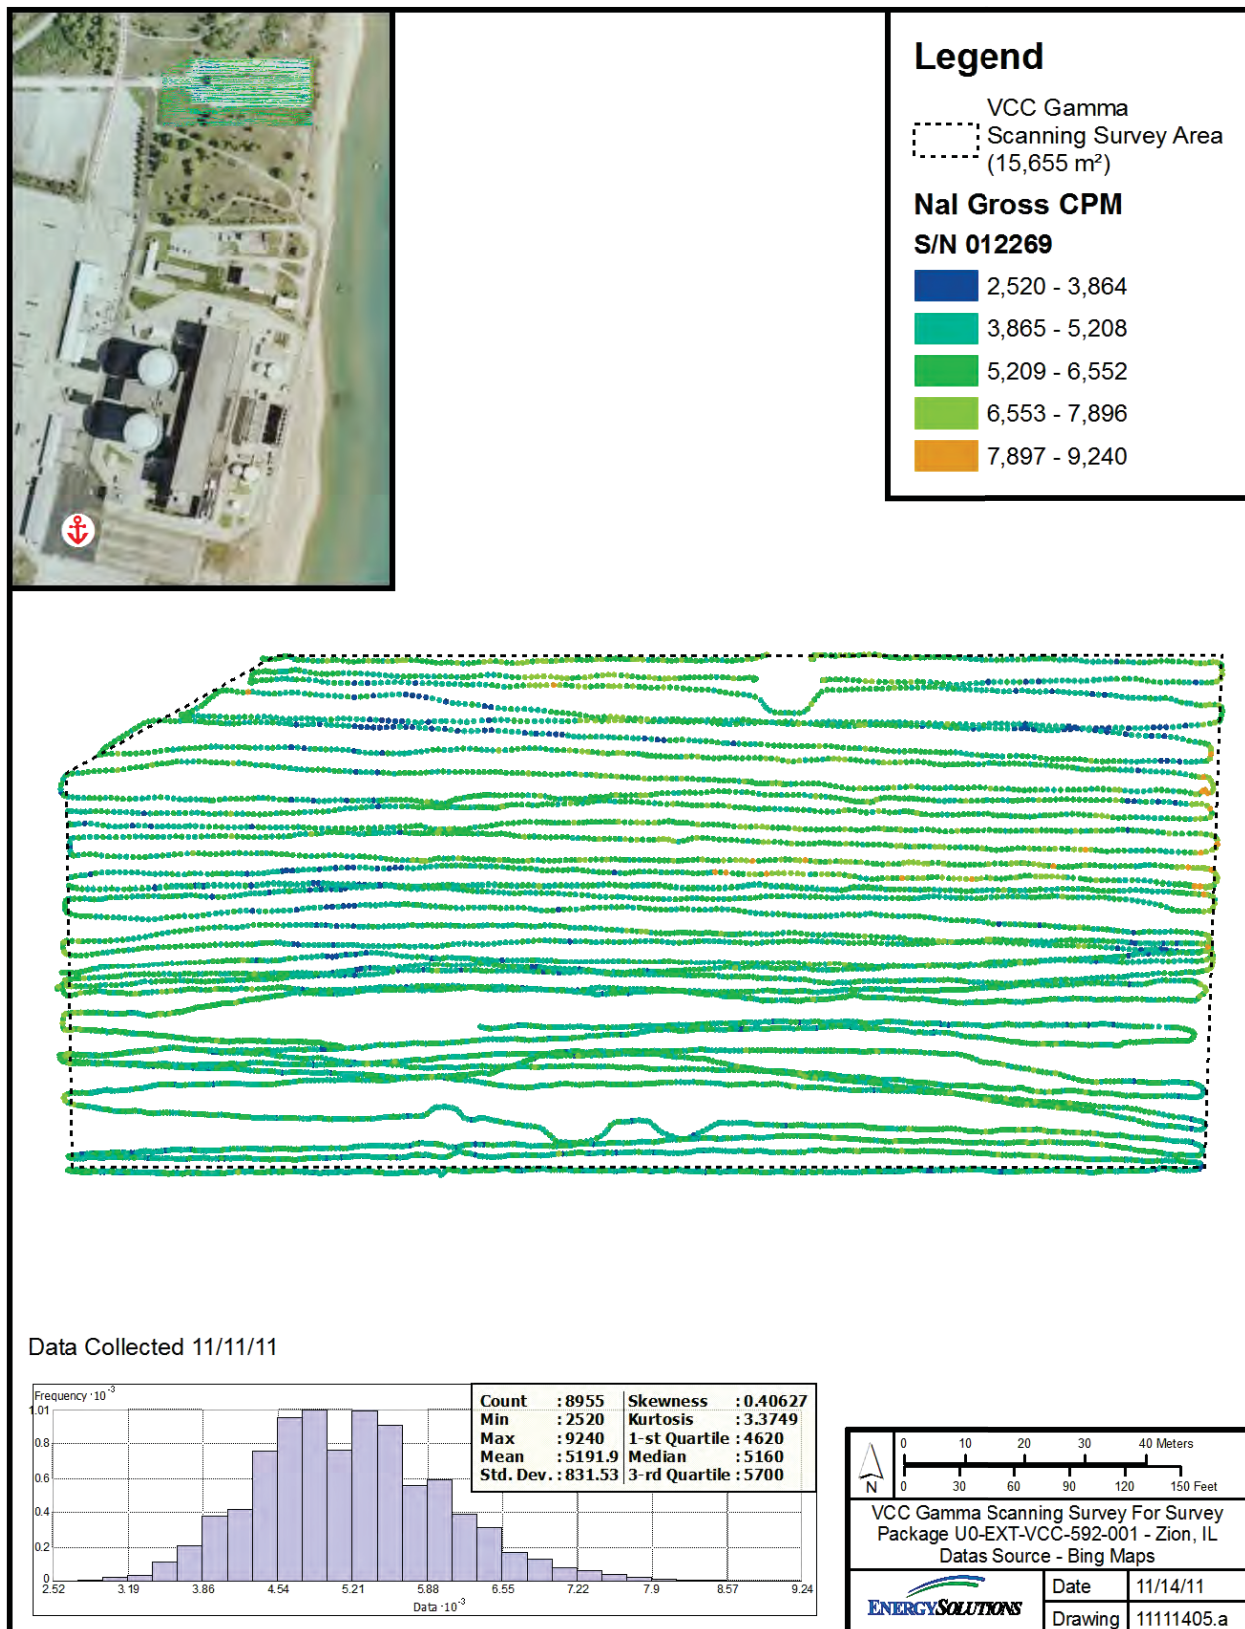 Legend
VCC Gamma
Scanning Survey Area
(15,655 m²)
NaI Gross CPM
S/N 012269
2,520 - 3,864
3,865 - 5,208
5,209 - 6,552
6,553 - 7,896
7,897 - 9,240
Data Collected 11/11/11
Frequency ·10⁻³
1.01
0.8
0.6
0.4
0.2
0
2.52 3.19 3.86 4.54 5.21 5.88 6.55 7.22 7.9 8.57 9.24
Data ·10⁻³
Count : 8955 Skewness : 0.40627
Min : 2520 Kurtosis : 3.3749
Max : 9240 1-st Quartile : 4620
Mean : 5191.9 Median : 5160
Std. Dev. : 831.53 3-rd Quartile : 5700
N
0 10 20 30 40 Meters
0 30 60 90 120 150 Feet
VCC Gamma Scanning Survey For Survey
Package U0-EXT-VCC-592-001 - Zion, IL
Datas Source - Bing Maps
ENERGYSOLUTIONS
Date 11/14/11
Drawing 11111405.a